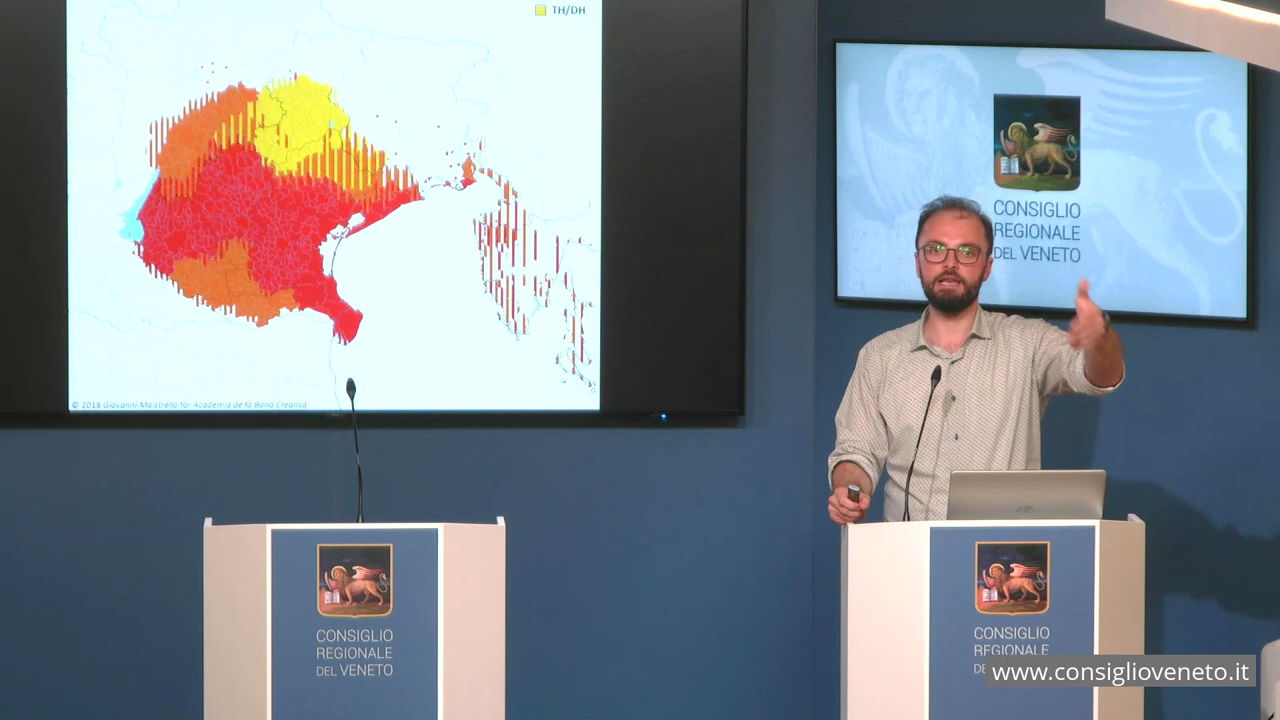 TH/DH
© 2018 Giovanni Maistrello for Academia de la Bona Creansa
CONSIGLIO
REGIONALE
DEL VENETO
CONSIGLIO
REGIONALE
DEL VENETO
CONSIGLIO
REGIONALE
DE
www.consiglioveneto.it